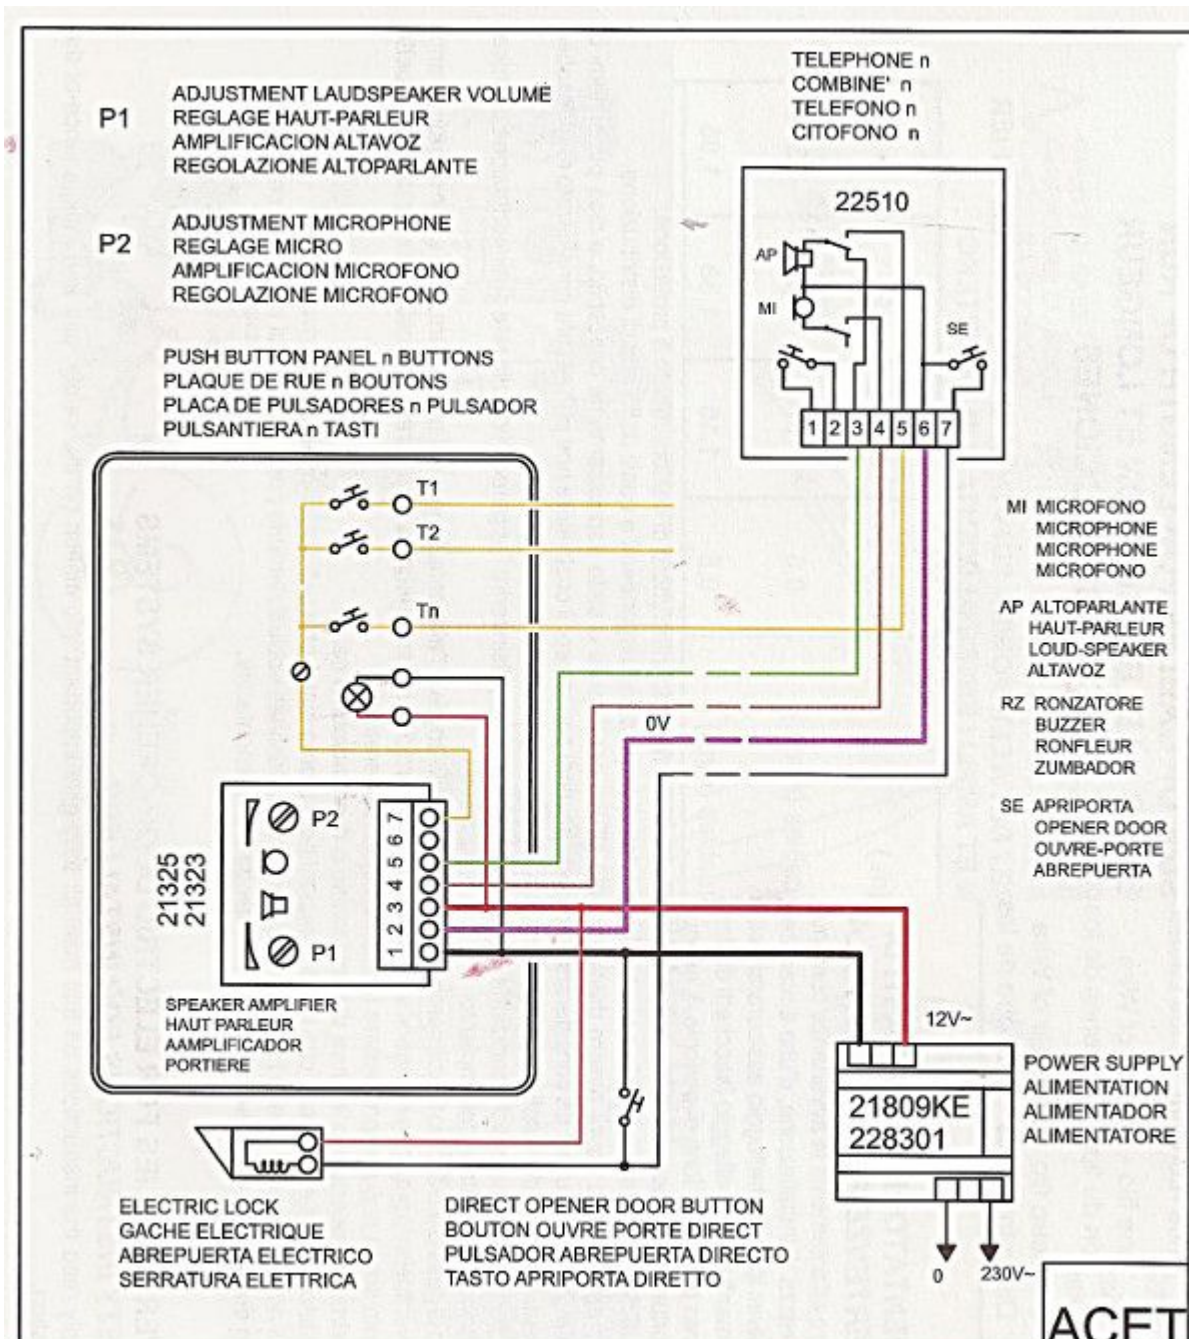 P1
ADJUSTMENT LAUDSPEAKER VOLUME
REGLAGE HAUT-PARLEUR
AMPLIFICACION ALTAVOZ
REGOLAZIONE ALTOPARLANTE
P2
ADJUSTMENT MICROPHONE
REGLAGE MICRO
AMPLIFICACION MICROFONO
REGOLAZIONE MICROFONO
TELEPHONE n
COMBINE' n
TELEFONO n
CITOFONO n
22510
AP
MI
SE
1 2 3 4 5 6 7
PUSH BUTTON PANEL n BUTTONS
PLAQUE DE RUE n BOUTONS
PLACA DE PULSADORES n PULSADOR
PULSANTIERA n TASTI
T1
T2
Tn
0V
MI MICROFONO
MICROPHONE
MICROPHONE
MICROFONO
AP ALTOPARLANTE
HAUT-PARLEUR
LOUD-SPEAKER
ALTAVOZ
RZ RONZATORE
BUZZER
RONFLEUR
ZUMBADOR
SE APRIPORTA
OPENER DOOR
OUVRE-PORTE
ABREPUERTA
21325
21323
P2
P1
7
6
5
4
3
2
1
SPEAKER AMPLIFIER
HAUT PARLEUR
AAMPLIFICADOR
PORTIERE
12V~
21809KE
228301
POWER SUPPLY
ALIMENTATION
ALIMENTADOR
ALIMENTATORE
0
230V~
ELECTRIC LOCK
GACHE ELECTRIQUE
ABREPUERTA ELECTRICO
SERRATURA ELETTRICA
DIRECT OPENER DOOR BUTTON
BOUTON OUVRE PORTE DIRECT
PULSADOR ABREPUERTA DIRECTO
TASTO APRIPORTA DIRETTO
ACET